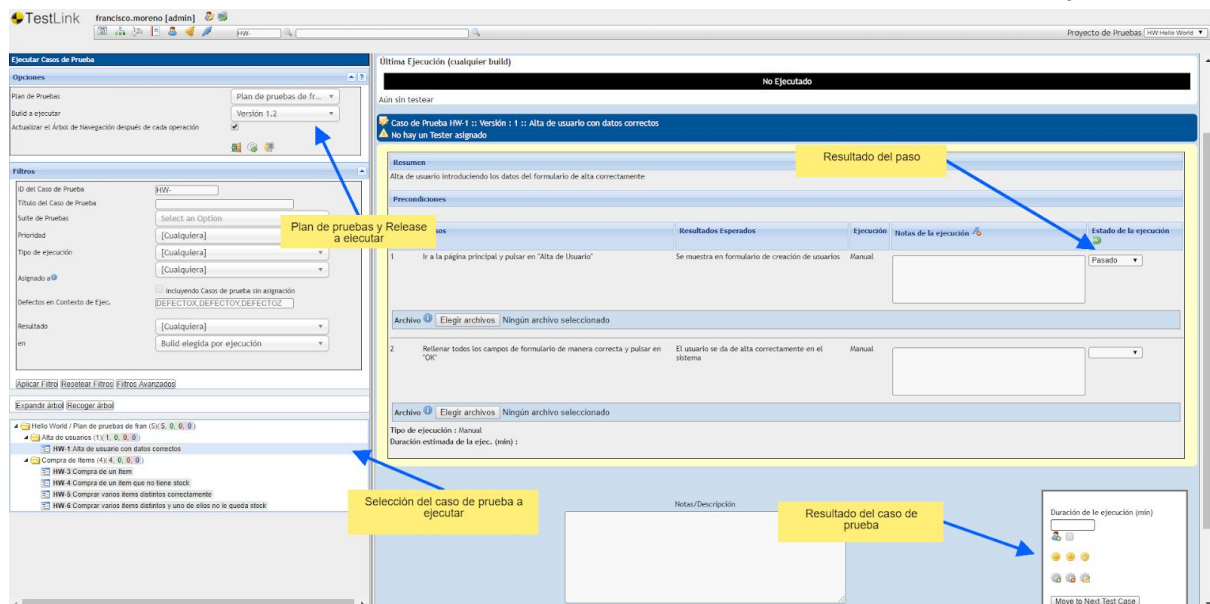 TestLink francisco.moreno [admin]
HW-
Proyecto de Pruebas HW:Hello World
Ejecutar Casos de Prueba
Opciones
Plan de Pruebas Plan de pruebas de fr...
Build a ejecutar Versión 1.2
Actualizar el Árbol de Navegación después de cada operación
Filtros
ID del Caso de Prueba HW-
Título del Caso de Prueba
Suite de Pruebas Select an Option
Prioridad [Cualquiera]
Tipo de ejecución [Cualquiera]
Asignado a [Cualquiera]
incluyendo Casos de prueba sin asignación
Defectos en Contexto de Ejec. DEFECTOX,DEFECTOY,DEFECTOZ
Resultado [Cualquiera]
en Build elegida por ejecución
Aplicar Filtro Resetear Filtros Filtros Avanzados
Expandir árbol Recoger árbol
Hello World / Plan de pruebas de fran (5)( 5, 0, 0, 0 )
Alta de usuarios (1)( 1, 0, 0, 0 )
HW-1:Alta de usuario con datos correctos
Compra de Items (4)( 4, 0, 0, 0 )
HW-3:Compra de un item
HW-4:Compra de un item que no tiene stock
HW-5:Comprar varios items distintos correctamente
HW-6:Comprar varios items distintos y uno de ellos no le queda stock
Plan de pruebas y Release
a ejecutar
Selección del caso de prueba a
ejecutar
Última Ejecución (cualquier build)
No Ejecutado
Aún sin testear
Caso de Prueba HW-1 :: Versión : 1 :: Alta de usuario con datos correctos
No hay un Tester asignado
Resultado del paso
Resumen
Alta de usuario introduciendo los datos del formulario de alta correctamente
Precondiciones
sos Resultados Esperados Ejecución Notas de la ejecución Estado de la ejecución
1 Ir a la página principal y pulsar en "Alta de Usuario" Se muestra en formulario de creación de usuarios Manual Pasado
Archivo Elegir archivos Ningún archivo seleccionado
2 Rellenar todos los campos de formulario de manera correcta y pulsar en "OK" El usuario se da de alta correctamente en el sistema Manual
Archivo Elegir archivos Ningún archivo seleccionado
Tipo de ejecución : Manual
Duración estimada de la ejec. (min) :
Notas/Descripción
Resultado del caso de
prueba
Duración de le ejecución (min)
Move to Next Test Case